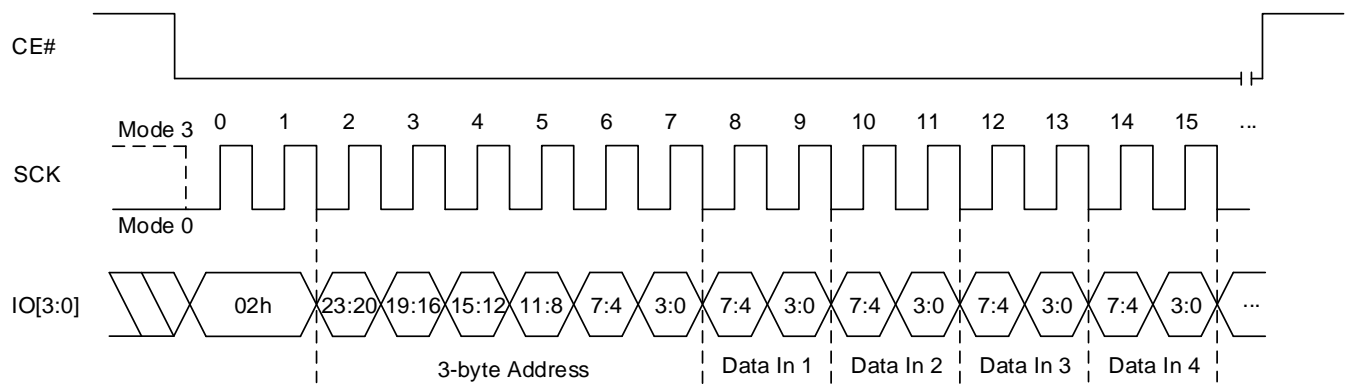 CE#
Mode 3 0 1 2 3 4 5 6 7 8 9 10 11 12 13 14 15 ...
SCK
Mode 0
IO[3:0] 02h 23:20 19:16 15:12 11:8 7:4 3:0 7:4 3:0 7:4 3:0 7:4 3:0 7:4 3:0 ...
3-byte Address Data In 1 Data In 2 Data In 3 Data In 4